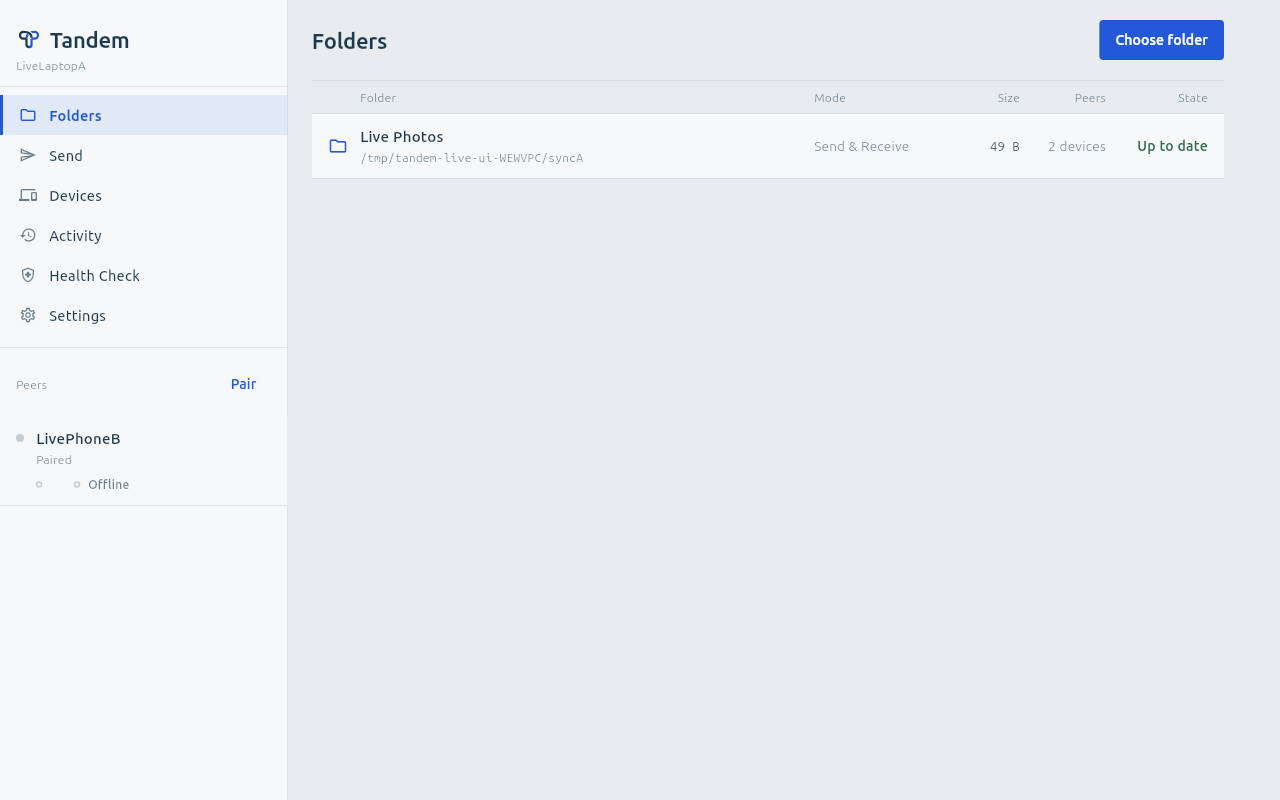 Tandem
LiveLaptopA
Folders
Send
Devices
Activity
Health Check
Settings
Peers
Pair
LivePhoneB
Paired
Offline
Folders
Choose folder
Folder Mode Size Peers State
Live Photos
/tmp/tandem-live-ui-WEWVPC/syncA
Send & Receive 49 B 2 devices Up to date